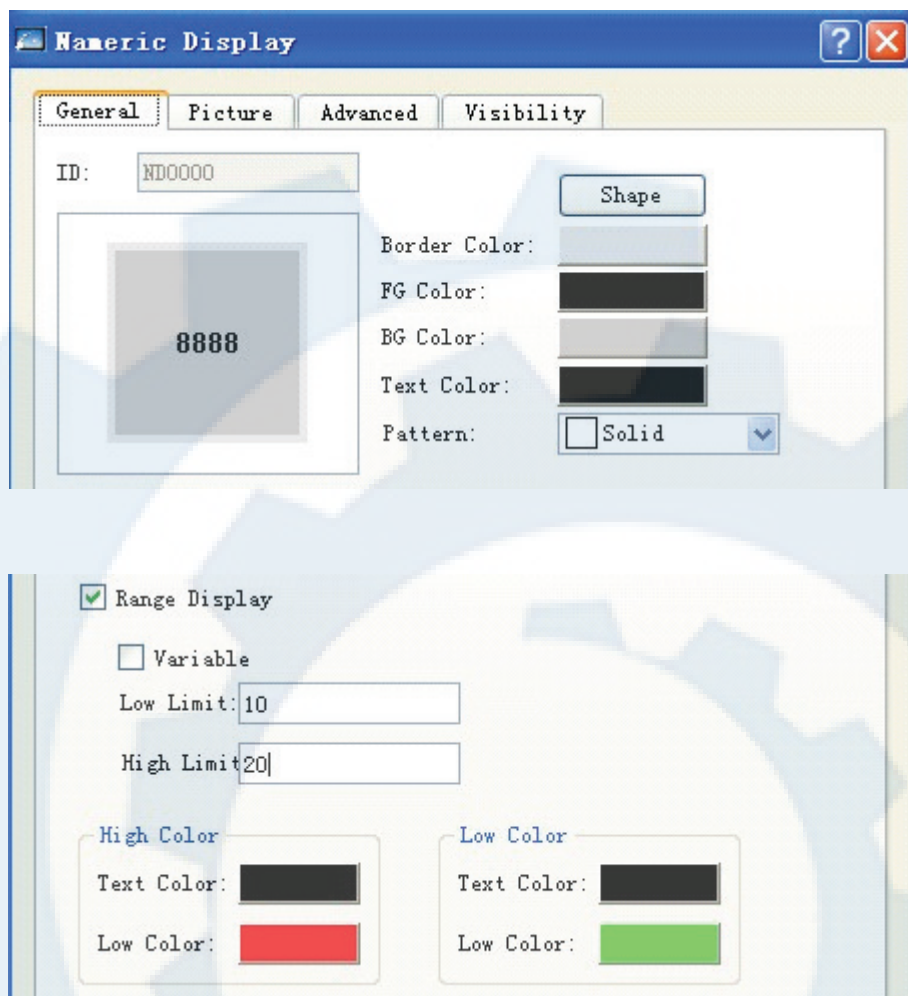 Nameric Display
General Picture Advanced Visibility
ID: ND0000
Shape
Border Color:
FG Color:
8888
BG Color:
Text Color:
Pattern: Solid
Range Display
Variable
Low Limit: 10
High Limit 20
High Color Low Color
Text Color: Text Color:
Low Color: Low Color: